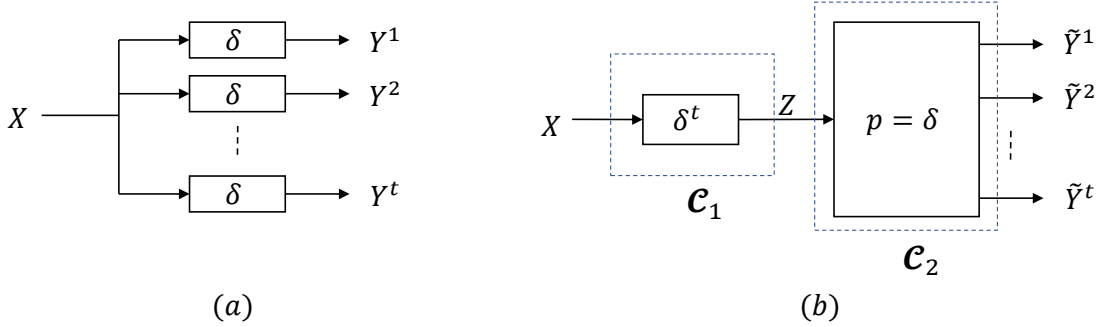 X
δ
Y¹
δ
Y²
δ
Yᵗ
(a)
X
δᵗ
𝓒₁
Z
p = δ
𝓒₂
Ỹ¹
Ỹ²
Ỹᵗ
(b)